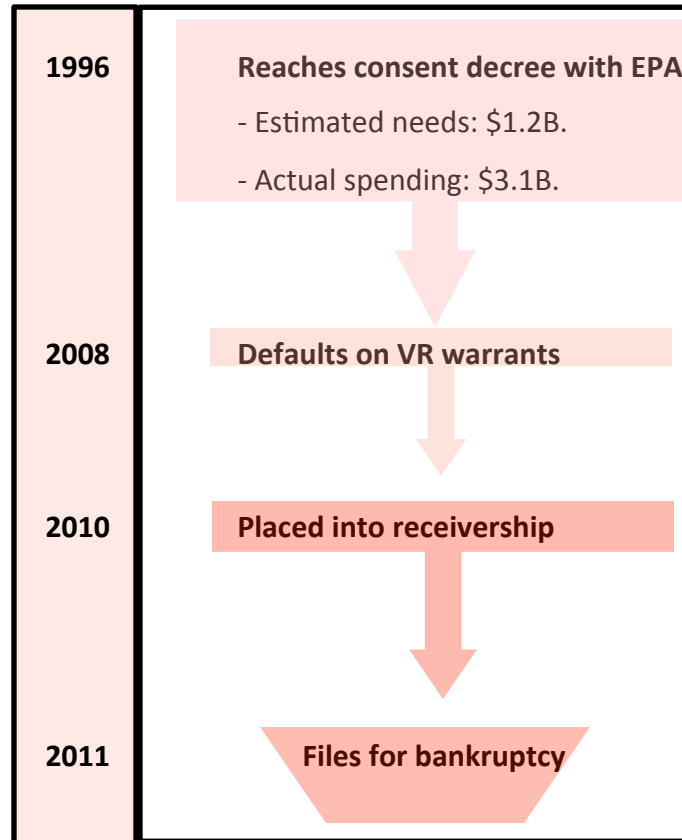 1996 Reaches consent decree with EPA
- Estimated needs: $1.2B.
- Actual spending: $3.1B.
2008 Defaults on VR warrants
2010 Placed into receivership
2011 Files for bankruptcy